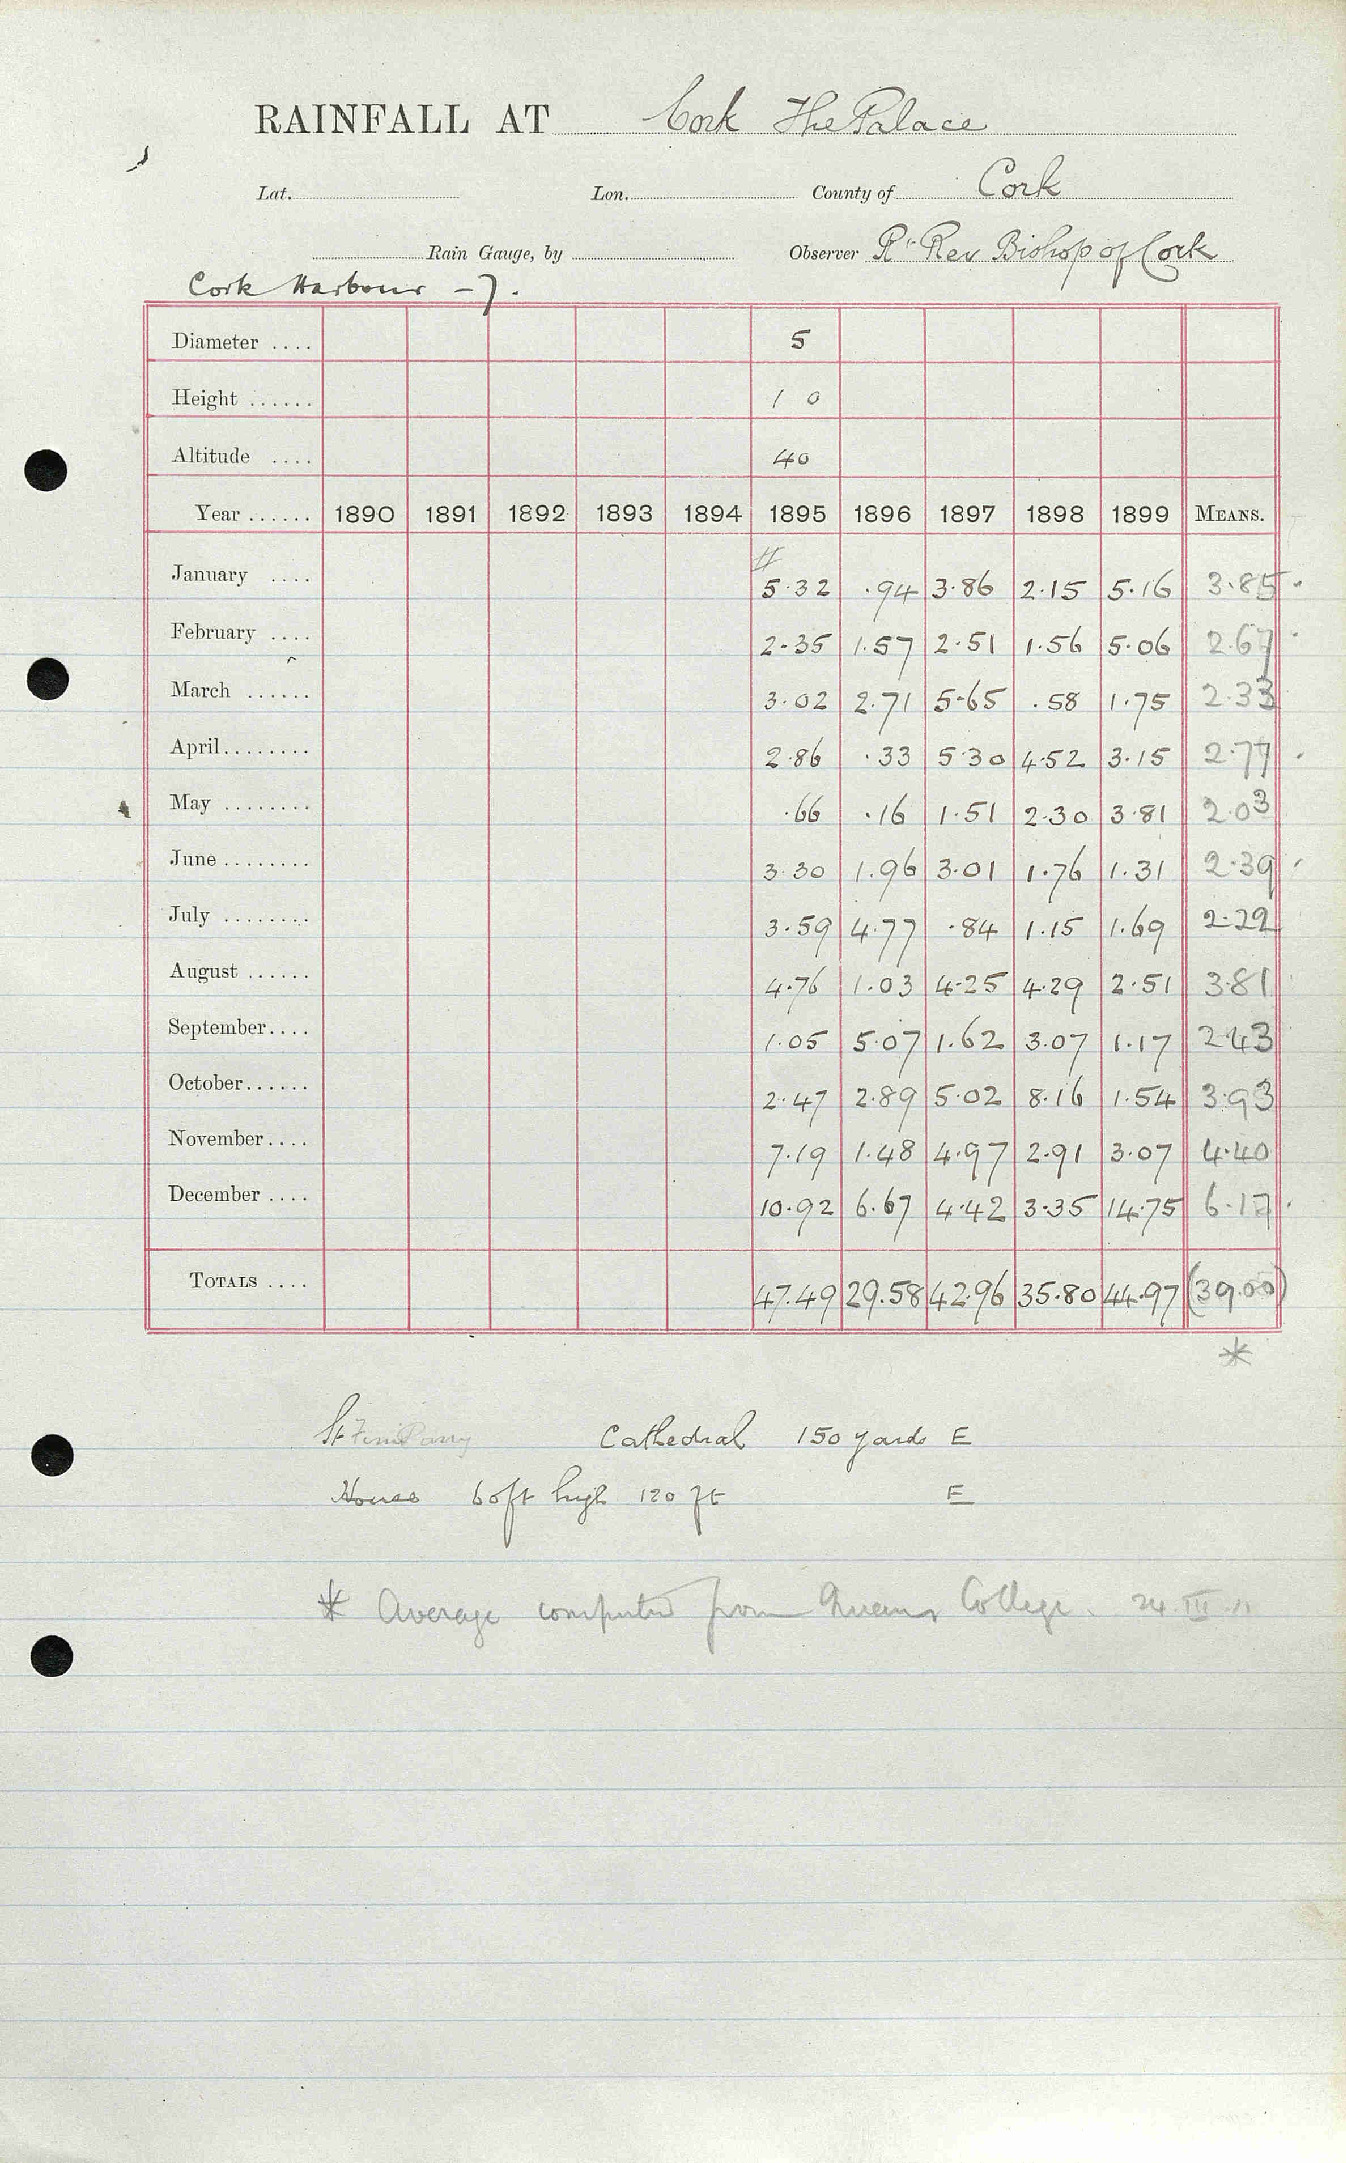 RAINFALL AT Cork The Palace
Lat. Lon. County of Cork
Rain Gauge, by Observer Rt Rev Bishop of Cork
Cork Harbour - 7.
Diameter .... 5
Height ...... 1 0
Altitude .... 40
Year ...... 1890 1891 1892 1893 1894 1895 1896 1897 1898 1899 MEANS.
January .... 5.32 .94 3.86 2.15 5.16 3.85
February .... 2.35 1.57 2.51 1.56 5.06 2.67
March ...... 3.02 2.71 5.65 .58 1.75 2.33
April........ 2.86 .33 5.30 4.52 3.15 2.77
May ........ .66 .16 1.51 2.30 3.81 2.03
June ........ 3.30 1.96 3.01 1.76 1.31 2.39
July ........ 3.59 4.77 .84 1.15 1.69 2.22
August ...... 4.76 1.03 4.25 4.29 2.51 3.81
September.... 1.05 5.07 1.62 3.07 1.17 2.43
October...... 2.47 2.89 5.02 8.16 1.54 3.93
November.... 7.19 1.48 4.97 2.91 3.07 4.40
December .... 10.92 6.67 4.42 3.35 14.75 6.12
TOTALS .... 47.49 29.58 42.96 35.80 44.97 (39.00)
*
St Cathedral 150 yards E
House 60ft high 120 ft E
* Average computed from Queens College. 24.III.11